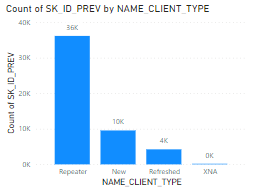 Count of SK_ID_PREV by NAME_CLIENT_TYPE
Count of SK_ID_PREV
40K
30K
20K
10K
0K
36K
10K
4K
0K
Repeater
New
Refreshed
XNA
NAME_CLIENT_TYPE